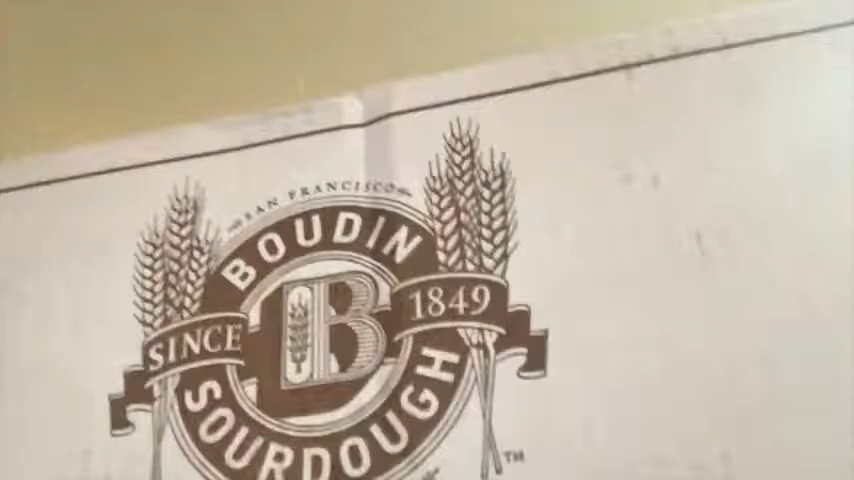 SAN FRANCISCO
BOUDIN
B
SINCE 1849
SOURDOUGH
TM